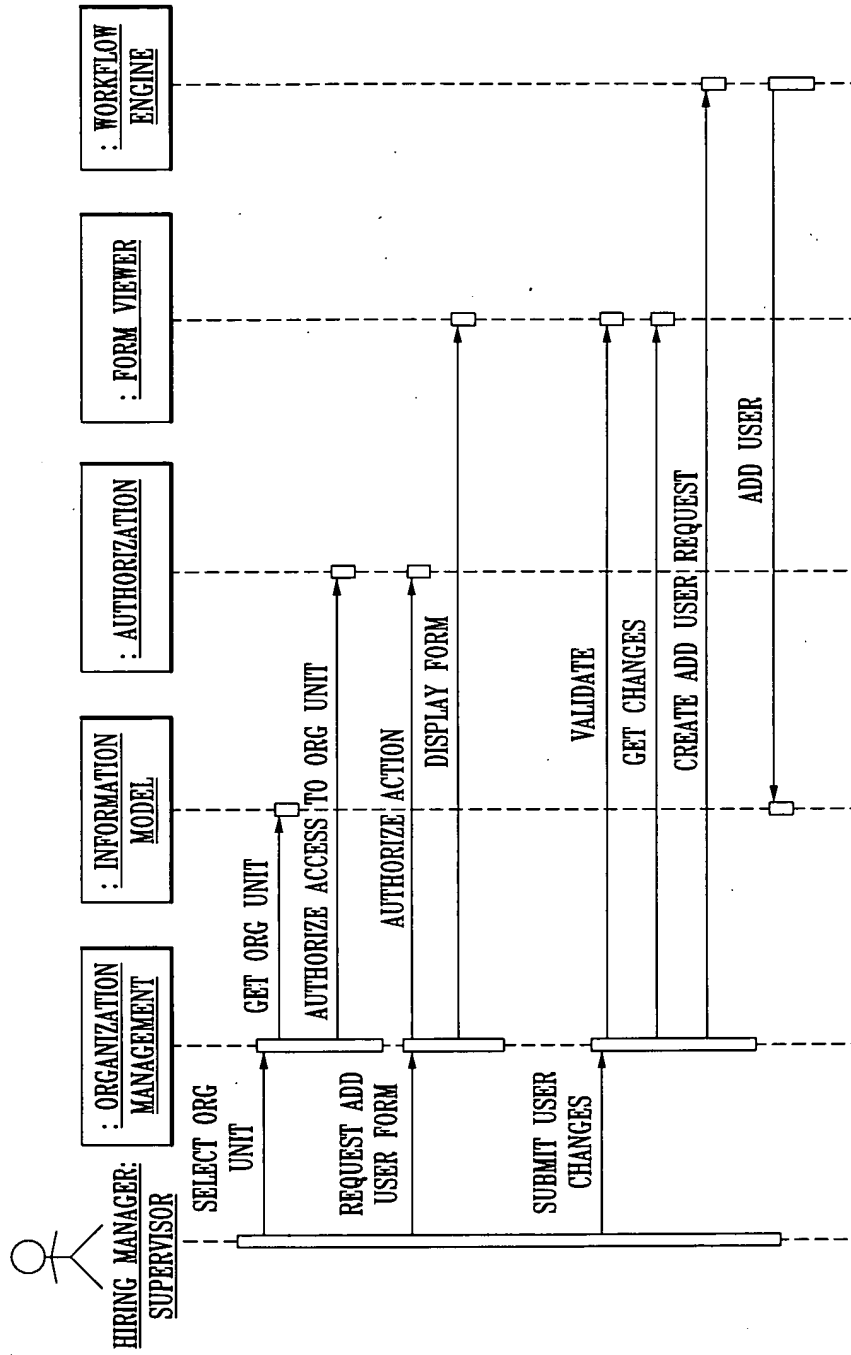 HIRING MANAGER:
SUPERVISOR
: ORGANIZATION
MANAGEMENT
: INFORMATION
MODEL
: AUTHORIZATION
: FORM VIEWER
: WORKFLOW
ENGINE
SELECT ORG
UNIT
GET ORG UNIT
AUTHORIZE ACCESS TO ORG UNIT
REQUEST ADD
USER FORM
AUTHORIZE ACTION
DISPLAY FORM
SUBMIT USER
CHANGES
VALIDATE
GET CHANGES
CREATE ADD USER REQUEST
ADD USER